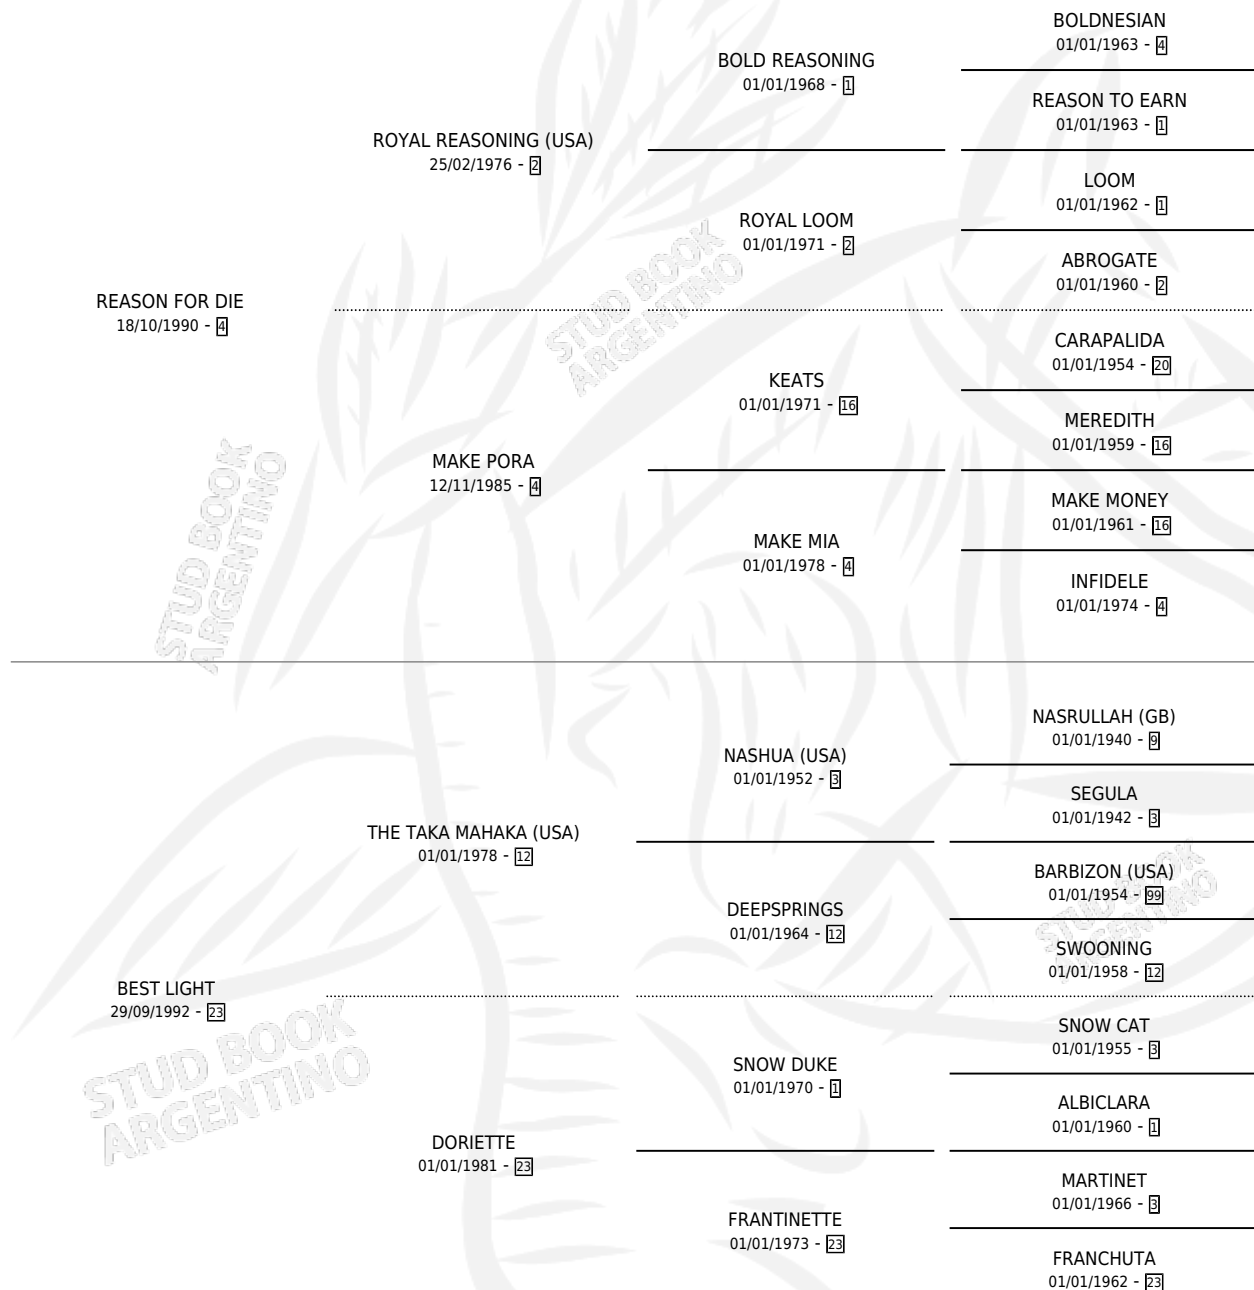 BOLDNESIAN
01/01/1963 - 4
BOLD REASONING
01/01/1968 - 1
REASON TO EARN
01/01/1963 - 1
ROYAL REASONING (USA)
25/02/1976 - 2
LOOM
01/01/1962 - 1
ROYAL LOOM
01/01/1971 - 2
ABROGATE
01/01/1960 - 2
REASON FOR DIE
18/10/1990 - 4
STUD BOOK
ARGENTINO
CARAPALIDA
01/01/1954 - 20
KEATS
01/01/1971 - 16
MEREDITH
01/01/1959 - 16
MAKE PORA
12/11/1985 - 4
MAKE MONEY
01/01/1961 - 16
MAKE MIA
01/01/1978 - 4
INFIDELE
01/01/1974 - 4
STUD BOOK
ARGENTINO
NASRULLAH (GB)
01/01/1940 - 9
NASHUA (USA)
01/01/1952 - 3
SEGULA
01/01/1942 - 3
THE TAKA MAHAKA (USA)
01/01/1978 - 12
BARBIZON (USA)
01/01/1954 - 99
DEEPSPRINGS
01/01/1964 - 12
STUD BOOK
ARGENTINO
SWOONING
01/01/1958 - 12
BEST LIGHT
29/09/1992 - 23
SNOW CAT
01/01/1955 - 3
SNOW DUKE
01/01/1970 - 1
STUD BOOK
ARGENTINO
ALBICLARA
01/01/1960 - 1
DORIETTE
01/01/1981 - 23
MARTINET
01/01/1966 - 3
FRANTINETTE
01/01/1973 - 23
FRANCHUTA
01/01/1962 - 23